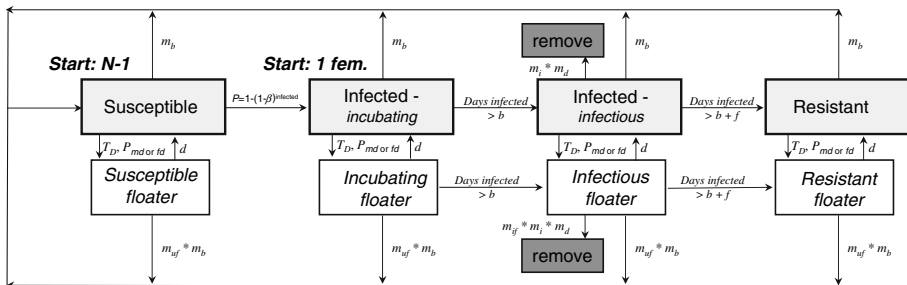 m_b
m_b
remove
m_b
m_b
Start: N-1
Start: 1 fem.
m_i * m_d
Susceptible
P=1-(1-β)^infected
Infected -
incubating
Days infected
> b
Infected -
infectious
Days infected
> b + f
Resistant
T_D, P_md or fd
d
T_D, P_md or fd
d
T_D, P_md or fd
d
T_D, P_md or fd
d
Susceptible
floater
Incubating
floater
Days infected
> b
Infectious
floater
Days infected
> b + f
Resistant
floater
m_uf * m_b
m_uf * m_b
m_if * m_i * m_d
remove
m_uf * m_b
m_uf * m_b